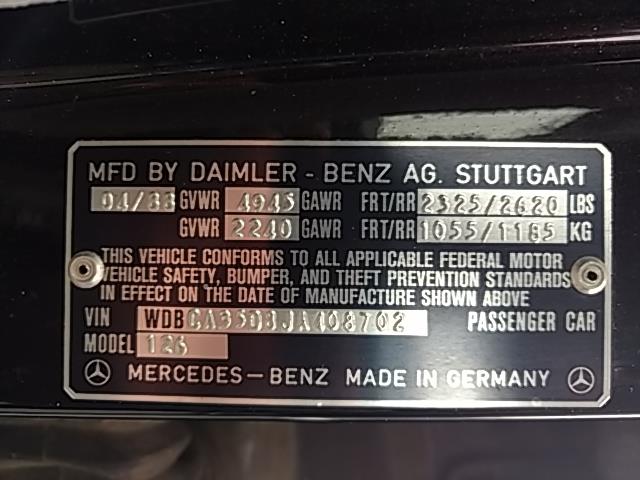 MFD BY DAIMLER - BENZ AG. STUTTGART
04/88 GVWR 4945 GAWR FRT/RR 2325/2620 LBS
GVWR 2240 GAWR FRT/RR 1055/1185 KG
THIS VEHICLE CONFORMS TO ALL APPLICABLE FEDERAL MOTOR
VEHICLE SAFETY, BUMPER, AND THEFT PREVENTION STANDARDS
IN EFFECT ON THE DATE OF MANUFACTURE SHOWN ABOVE
VIN WDBCA35D8JA408702 PASSENGER CAR
MODEL 126
MERCEDES-BENZ MADE IN GERMANY